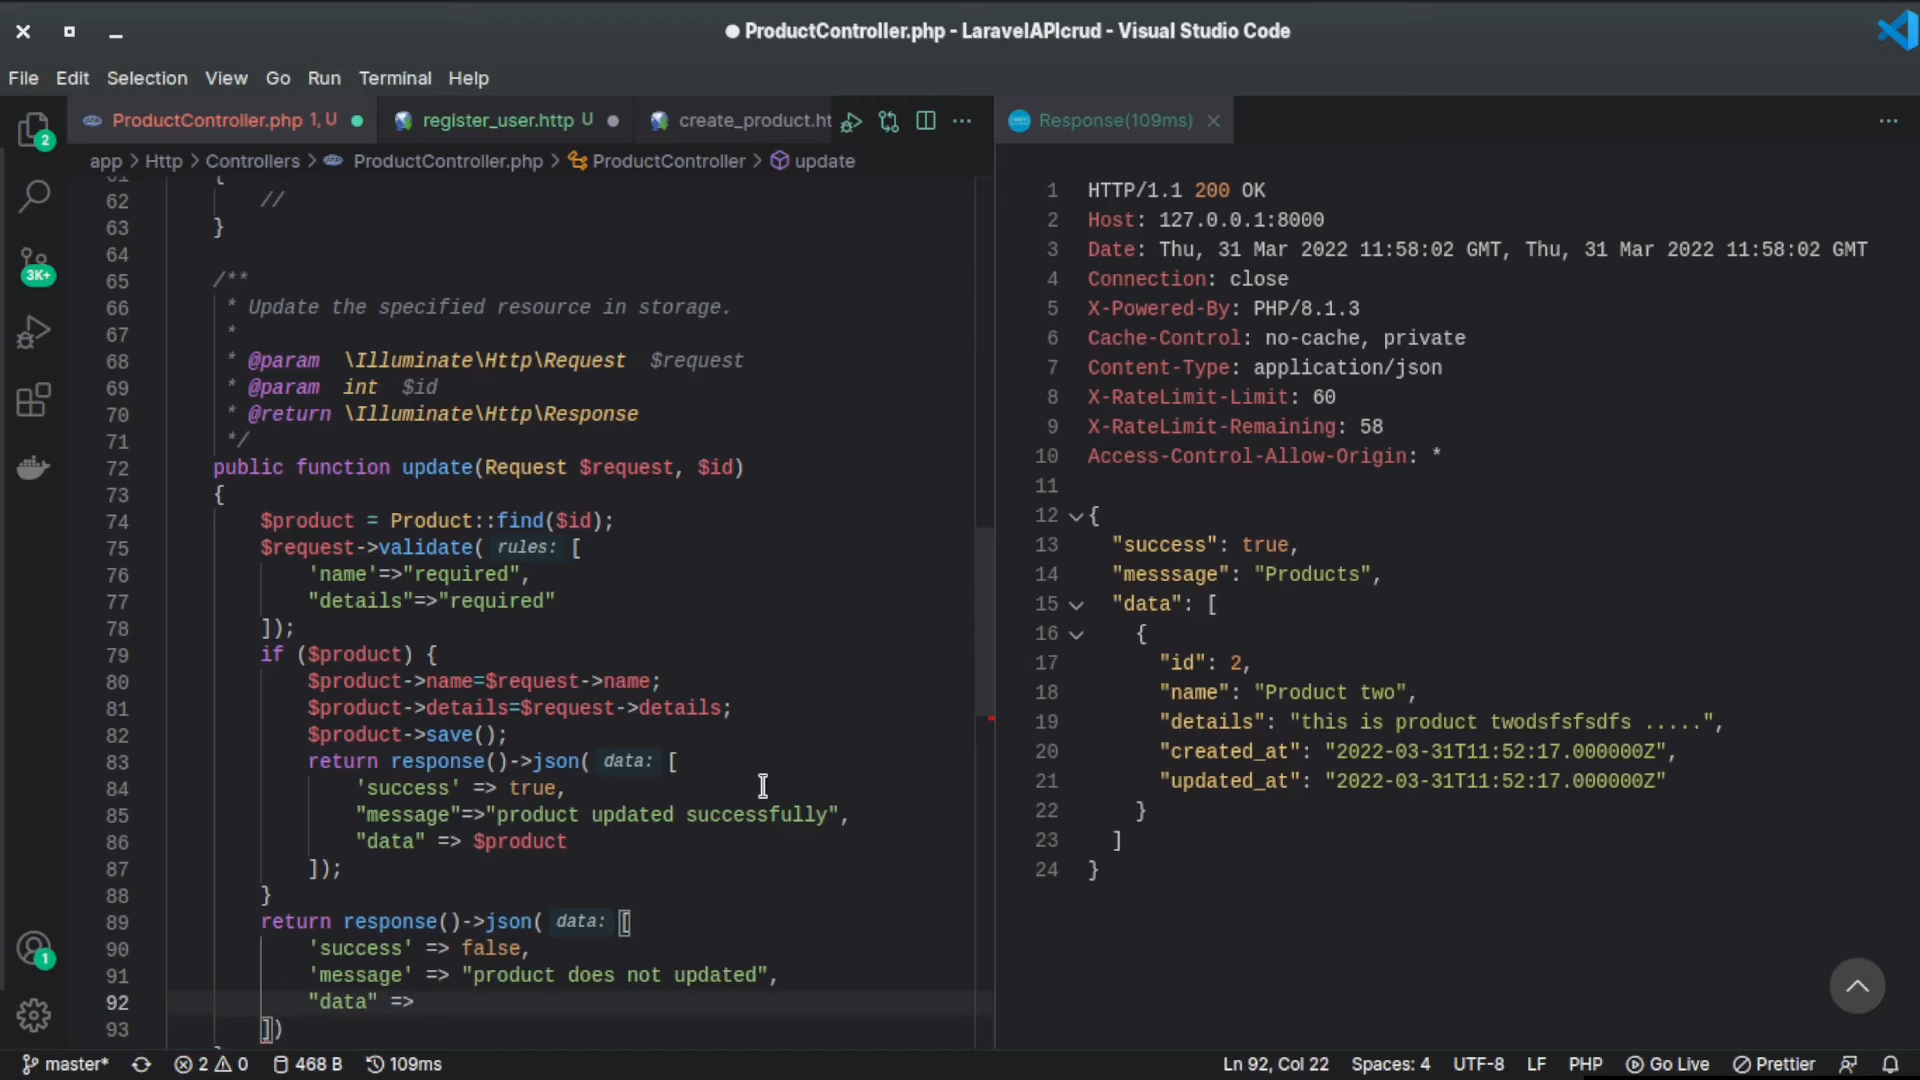 ● ProductController.php - LaravelAPIcrud - Visual Studio Code
File Edit Selection View Go Run Terminal Help
ProductController.php 1, U
register_user.http U
create_product.ht
Response(109ms)
app > Http > Controllers > ProductController.php > ProductController > update
2
3K+
1
61 {
62 //
63 }
64
65 /**
66 * Update the specified resource in storage.
67 *
68 * @param \Illuminate\Http\Request $request
69 * @param int $id
70 * @return \Illuminate\Http\Response
71 */
72 public function update(Request $request, $id)
73 {
74 $product = Product::find($id);
75 $request->validate( rules: [
76 'name'=>"required",
77 "details"=>"required"
78 ]);
79 if ($product) {
80 $product->name=$request->name;
81 $product->details=$request->details;
82 $product->save();
83 return response()->json( data: [
84 'success' => true,
85 "message"=>"product updated successfully",
86 "data" => $product
87 ]);
88 }
89 return response()->json( data: [
90 'success' => false,
91 'message' => "product does not updated",
92 "data" =>
93 ])
1 HTTP/1.1 200 OK
2 Host: 127.0.0.1:8000
3 Date: Thu, 31 Mar 2022 11:58:02 GMT, Thu, 31 Mar 2022 11:58:02 GMT
4 Connection: close
5 X-Powered-By: PHP/8.1.3
6 Cache-Control: no-cache, private
7 Content-Type: application/json
8 X-RateLimit-Limit: 60
9 X-RateLimit-Remaining: 58
10 Access-Control-Allow-Origin: *
11
12 {
13 "success": true,
14 "messsage": "Products",
15 "data": [
16 {
17 "id": 2,
18 "name": "Product two",
19 "details": "this is product twodsfsfsdfs .....",
20 "created_at": "2022-03-31T11:52:17.000000Z",
21 "updated_at": "2022-03-31T11:52:17.000000Z"
22 }
23 ]
24 }
master* 2 0 468 B 109ms Ln 92, Col 22 Spaces: 4 UTF-8 LF PHP Go Live Prettier